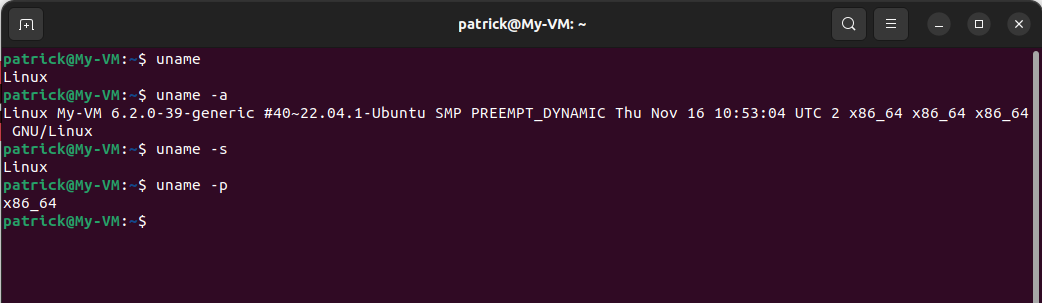 patrick@My-VM: ~
patrick@My-VM:~$ uname
Linux
patrick@My-VM:~$ uname -a
Linux My-VM 6.2.0-39-generic #40~22.04.1-Ubuntu SMP PREEMPT_DYNAMIC Thu Nov 16 10:53:04 UTC 2 x86_64 x86_64 x86_64
GNU/Linux
patrick@My-VM:~$ uname -s
Linux
patrick@My-VM:~$ uname -p
x86_64
patrick@My-VM:~$